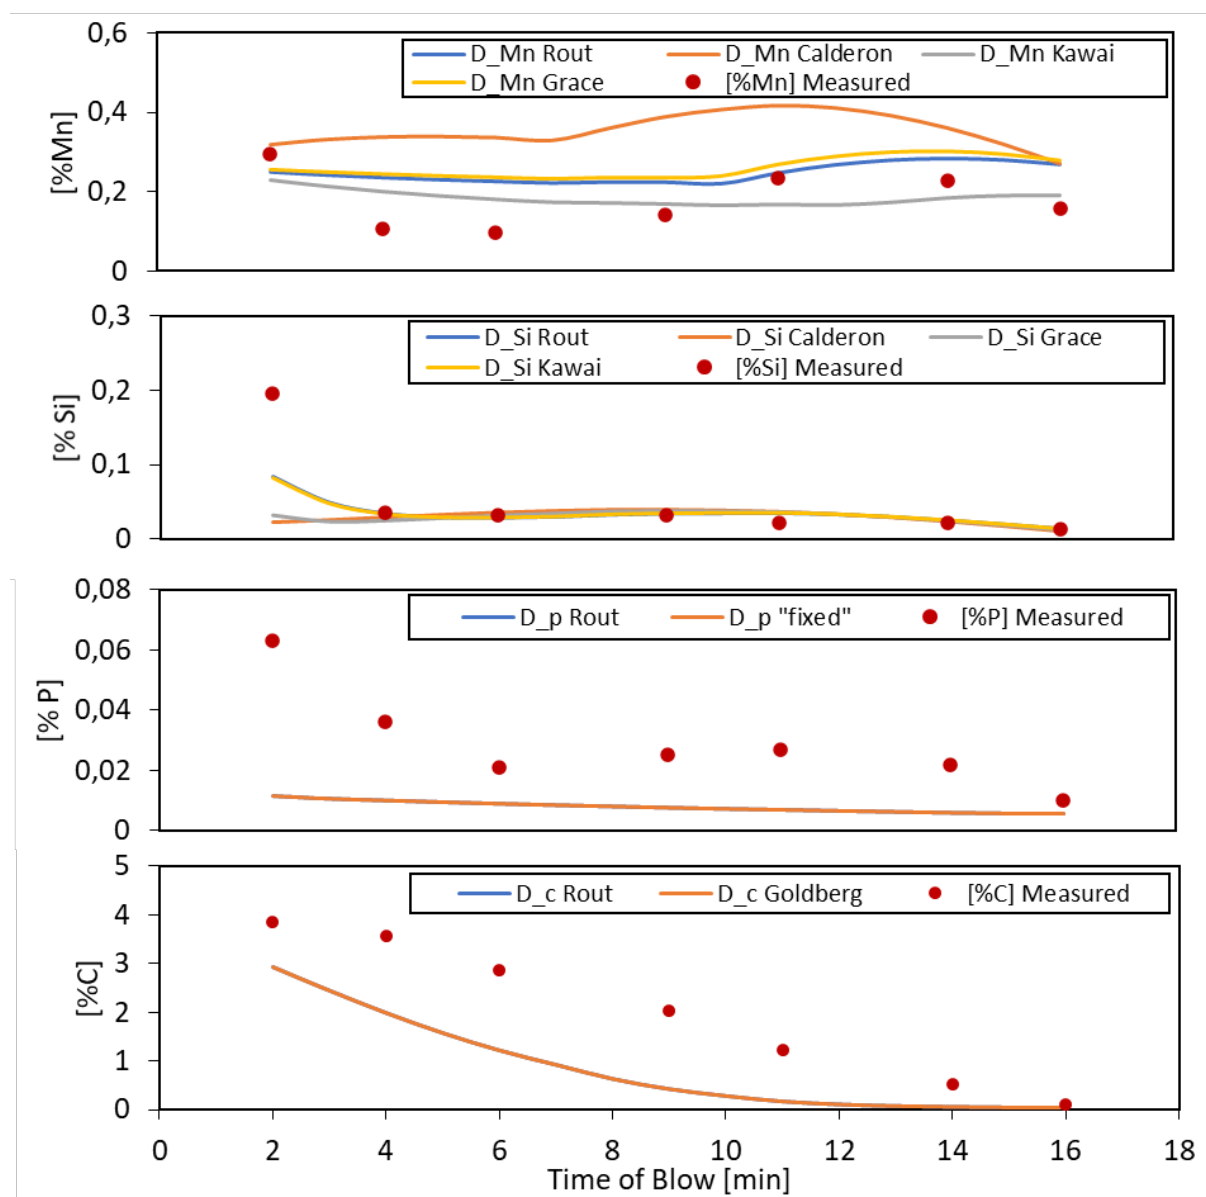 0,6
D_Mn Rout D_Mn Calderon D_Mn Kawai
D_Mn Grace [%Mn] Measured
0,4
[%Mn]
0,2
0
0,3
D_Si Rout D_Si Calderon D_Si Grace
D_Si Kawai [%Si] Measured
0,2
[% Si]
0,1
0
0,08
D_p Rout D_p "fixed" [%P] Measured
0,06
[% P]
0,04
0,02
0
5
D_c Rout D_c Goldberg [%C] Measured
4
[%C]
3
2
1
0
0 2 4 6 8 10 12 14 16 18
Time of Blow [min]